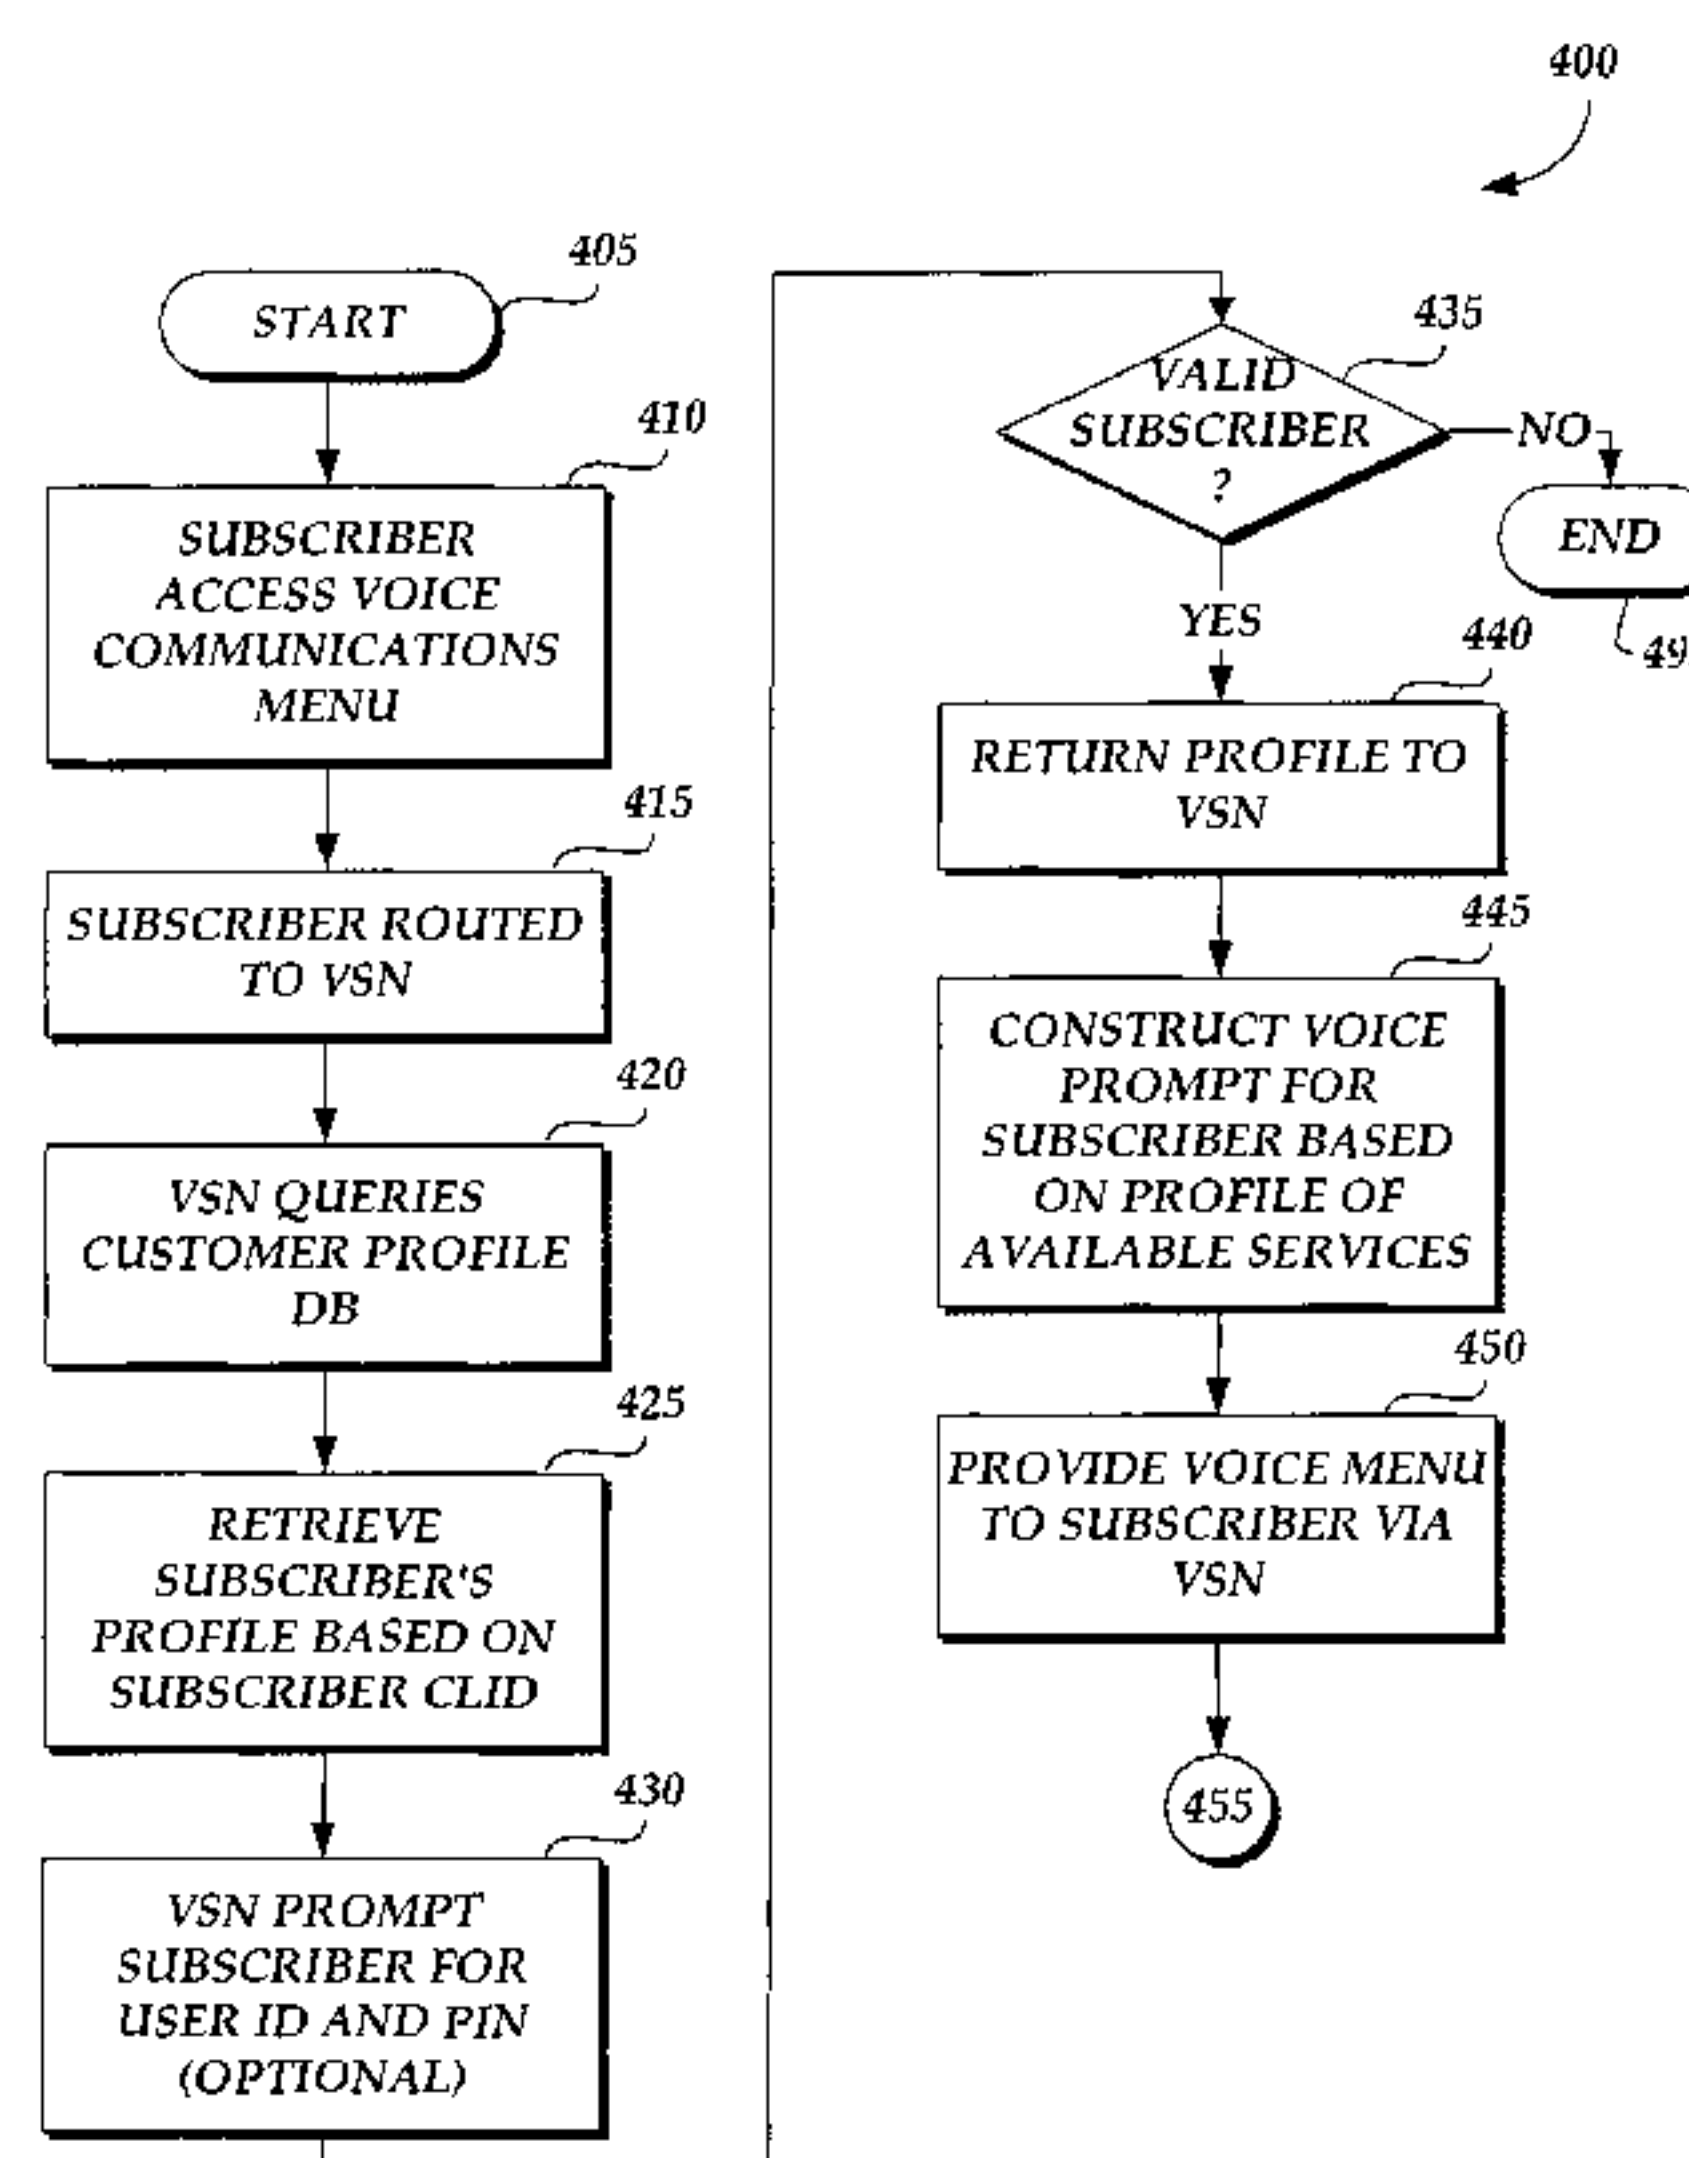 400
405
START
410
SUBSCRIBER
ACCESS VOICE
COMMUNICATIONS
MENU
415
SUBSCRIBER ROUTED
TO VSN
420
VSN QUERIES
CUSTOMER PROFILE
DB
425
RETRIEVE
SUBSCRIBER'S
PROFILE BASED ON
SUBSCRIBER CLID
430
VSN PROMPT
SUBSCRIBER FOR
USER ID AND PIN
(OPTIONAL)
435
VALID
SUBSCRIBER
?
NO
END
49
YES
440
RETURN PROFILE TO
VSN
445
CONSTRUCT VOICE
PROMPT FOR
SUBSCRIBER BASED
ON PROFILE OF
AVAILABLE SERVICES
450
PROVIDE VOICE MENU
TO SUBSCRIBER VIA
VSN
455